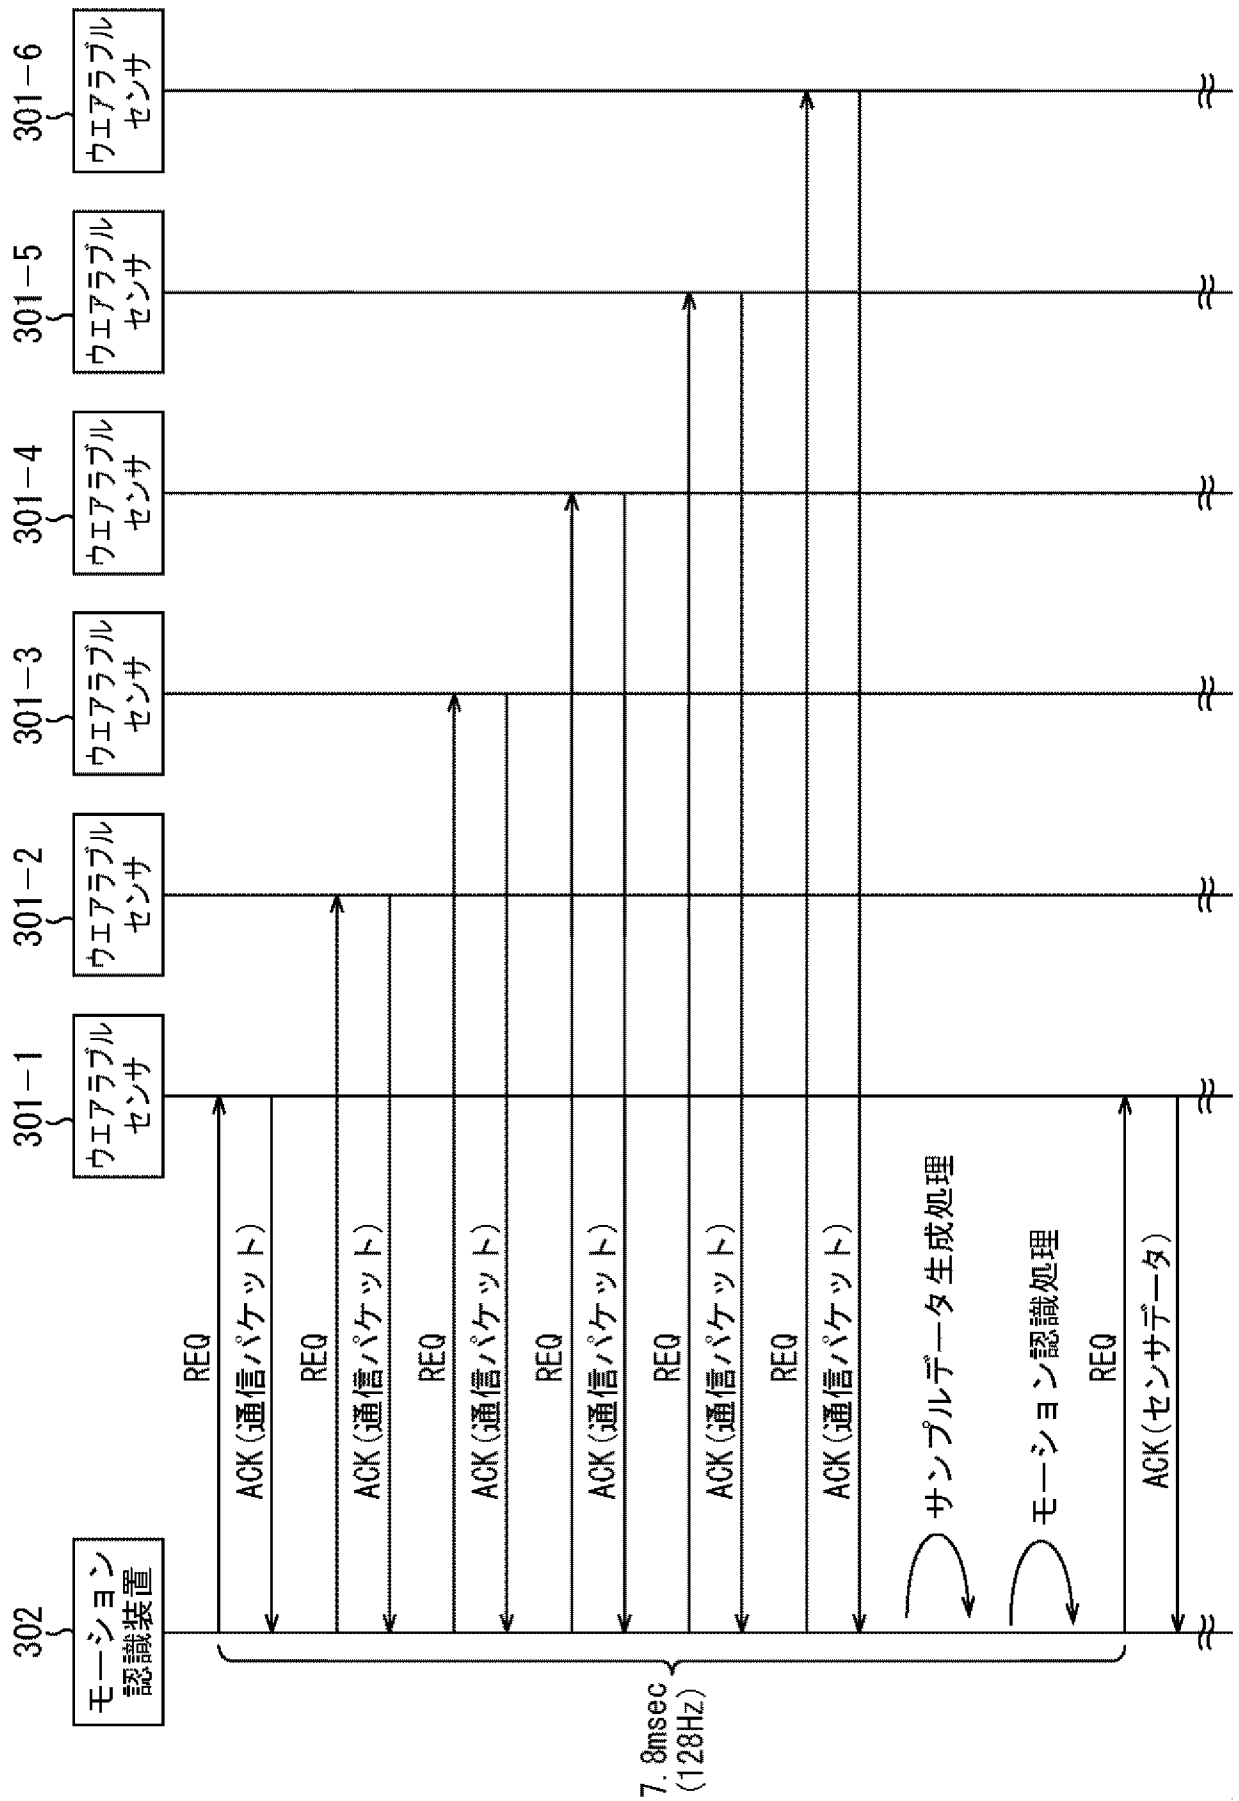 302
モーション
認識装置
301-1
ウエアラブル
センサ
301-2
ウエアラブル
センサ
301-3
ウエアラブル
センサ
301-4
ウエアラブル
センサ
301-5
ウエアラブル
センサ
301-6
ウエアラブル
センサ
REQ
ACK(通信パケット)
REQ
ACK(通信パケット)
REQ
ACK(通信パケット)
REQ
ACK(通信パケット)
REQ
ACK(通信パケット)
REQ
ACK(通信パケット)
サンプルデータ生成処理
モーション認識処理
REQ
ACK(センサデータ)
7.8msec
(128Hz)